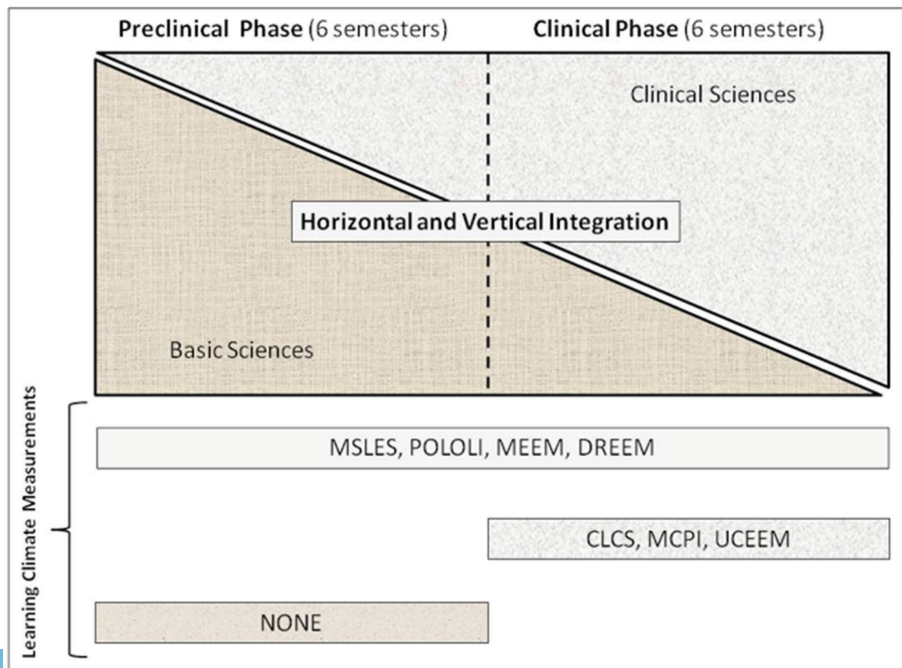 Preclinical Phase (6 semesters)
Clinical Phase (6 semesters)
Clinical Sciences
Horizontal and Vertical Integration
Basic Sciences
Learning Climate Measurements
MSLES, POLOLI, MEEM, DREEM
CLCS, MCPI, UCEEM
NONE